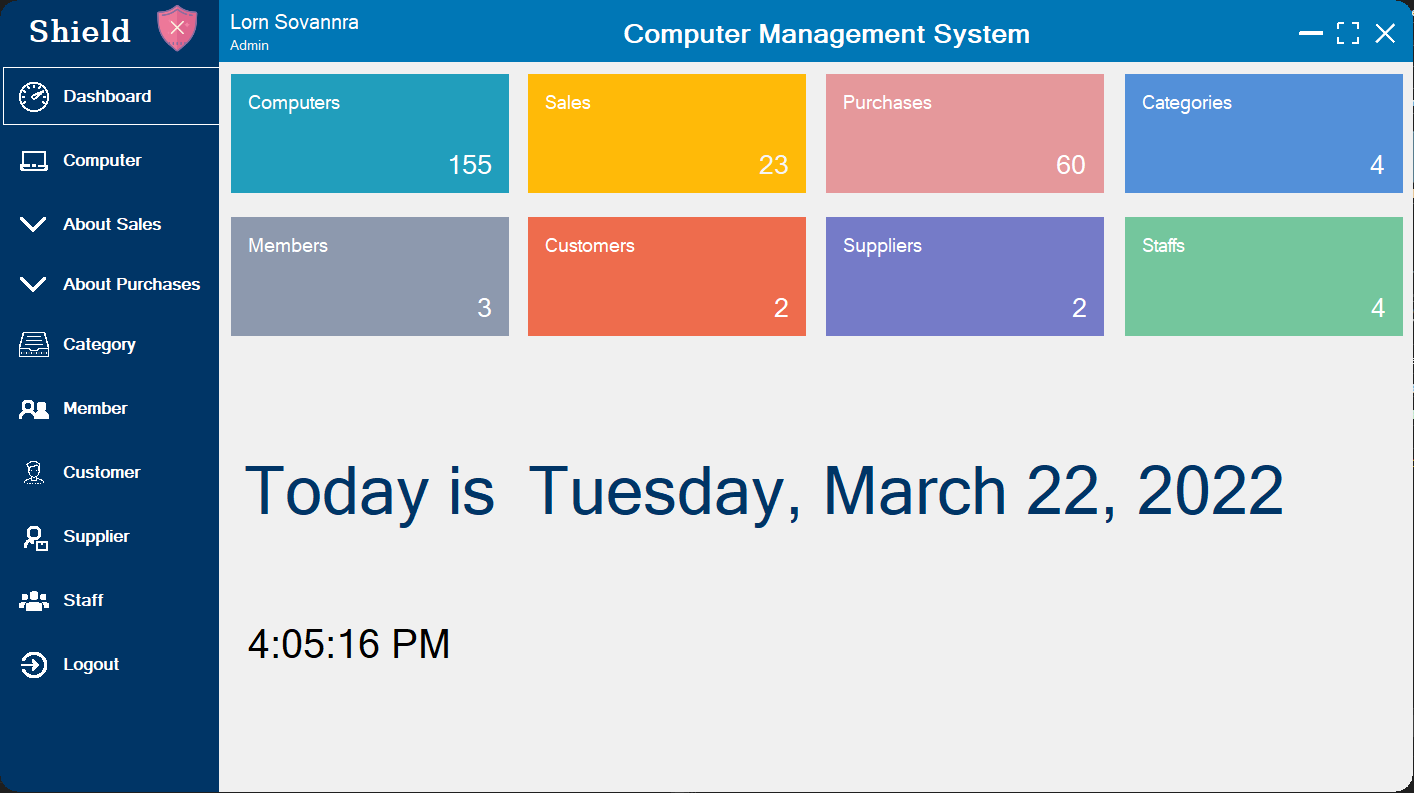 Shield
Lorn Sovannra
Admin
Computer Management System
Dashboard
Computer
About Sales
About Purchases
Category
Member
Customer
Supplier
Staff
Logout
Computers
155
Sales
23
Purchases
60
Categories
4
Members
3
Customers
2
Suppliers
2
Staffs
4
Today is Tuesday, March 22, 2022
4:05:16 PM